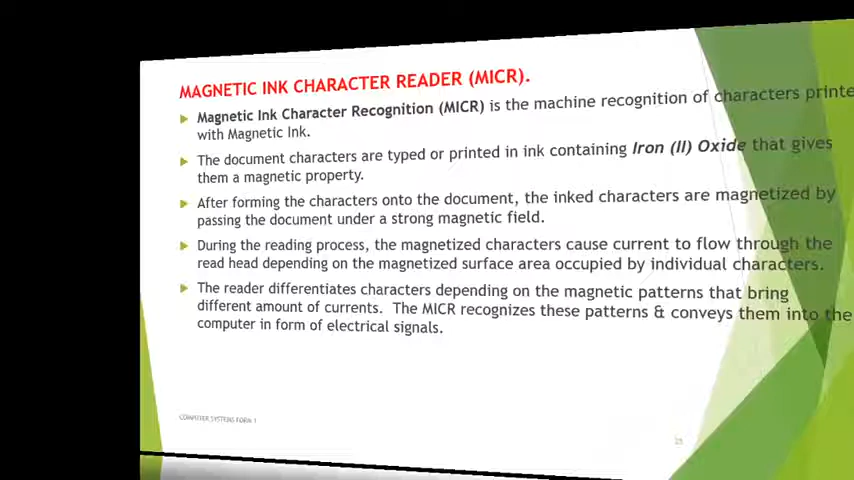 MAGNETIC INK CHARACTER READER (MICR).
Magnetic Ink Character Recognition (MICR) is the machine recognition of characters printe
with Magnetic Ink.
The document characters are typed or printed in ink containing Iron (II) Oxide that gives
them a magnetic property.
After forming the characters onto the document, the inked characters are magnetized by
passing the document under a strong magnetic field.
During the reading process, the magnetized characters cause current to flow through the
read head depending on the magnetized surface area occupied by individual characters.
The reader differentiates characters depending on the magnetic patterns that bring
different amount of currents. The MICR recognizes these patterns & conveys them into the
computer in form of electrical signals.
COMPUTER SYSTEMS FORM 1